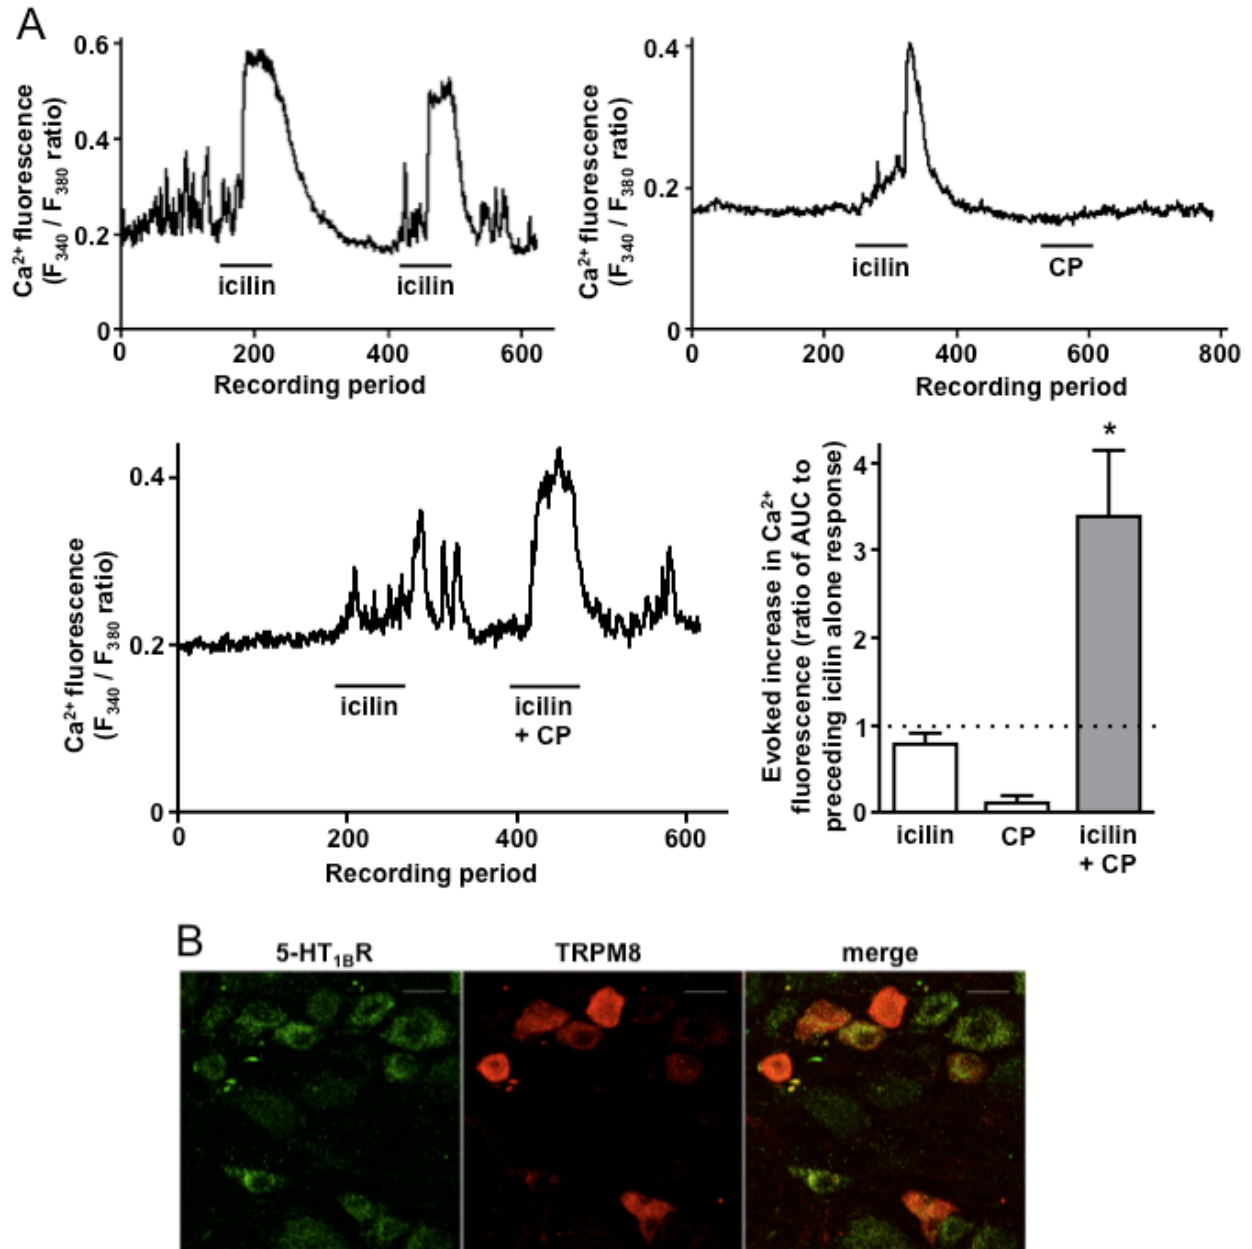 A
Ca²⁺ fluorescence
(F₃₄₀ / F₃₈₀ ratio)
0.6
0.4
0.2
0
icilin
icilin
0 200 400 600
Recording period
Ca²⁺ fluorescence
(F₃₄₀ / F₃₈₀ ratio)
0.4
0.2
0
icilin
CP
0 200 400 600 800
Recording period
Ca²⁺ fluorescence
(F₃₄₀ / F₃₈₀ ratio)
0.4
0.2
0
icilin
icilin
+ CP
0 200 400 600
Recording period
Evoked increase in Ca²⁺
fluorescence (ratio of AUC to
preceding icilin alone response)
*
4
3
2
1
0
icilin CP icilin
+ CP
B
5-HT₁ᴮR TRPM8 merge